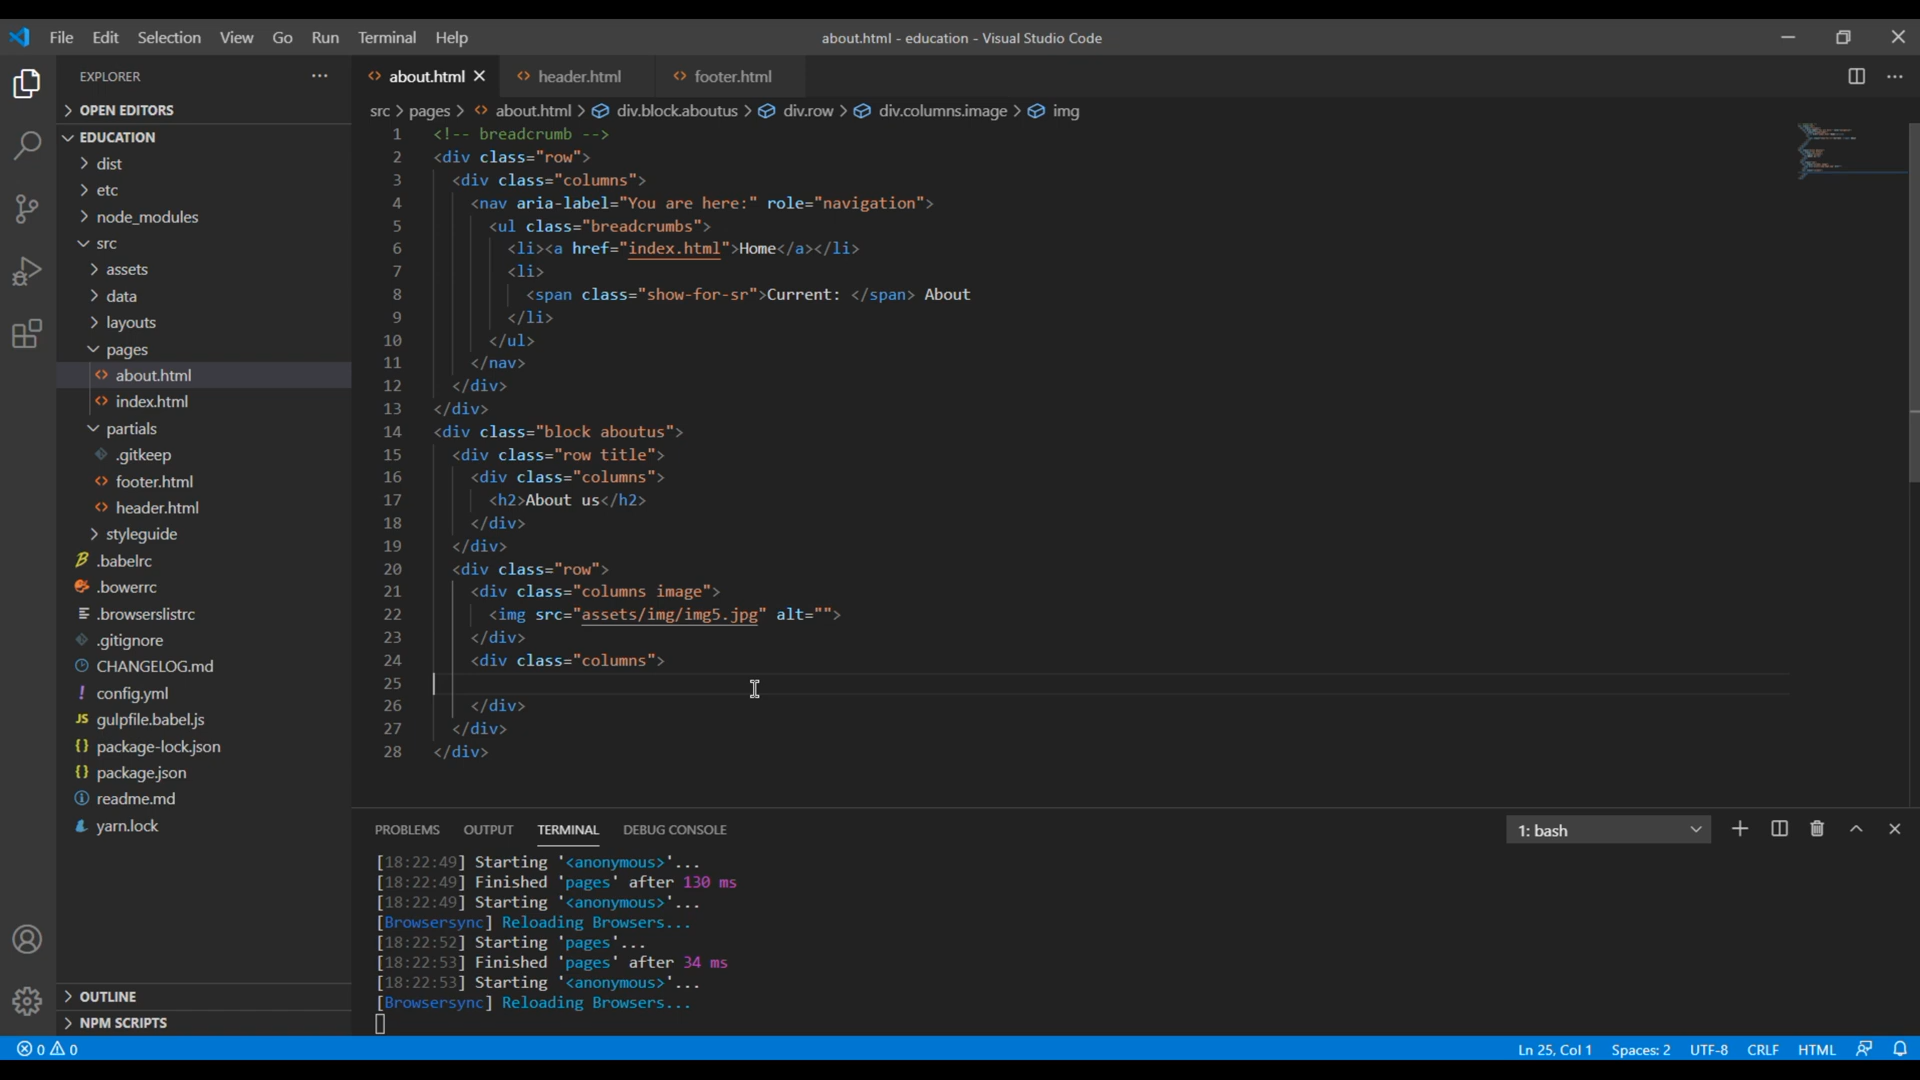 File Edit Selection View Go Run Terminal Help about.html - education - Visual Studio Code
EXPLORER
OPEN EDITORS
EDUCATION
dist
etc
node_modules
src
assets
data
layouts
pages
about.html
index.html
partials
.gitkeep
footer.html
header.html
styleguide
.babelrc
.bowerrc
.browserslistrc
.gitignore
CHANGELOG.md
config.yml
JS gulpfile.babel.js
package-lock.json
package.json
readme.md
yarn.lock
OUTLINE
NPM SCRIPTS
about.html header.html footer.html
src > pages > about.html > div.block.aboutus > div.row > div.columns.image > img
1 <!-- breadcrumb -->
2 <div class="row">
3 <div class="columns">
4 <nav aria-label="You are here:" role="navigation">
5 <ul class="breadcrumbs">
6 <li><a href="index.html">Home</a></li>
7 <li>
8 <span class="show-for-sr">Current: </span> About
9 </li>
10 </ul>
11 </nav>
12 </div>
13 </div>
14 <div class="block aboutus">
15 <div class="row title">
16 <div class="columns">
17 <h2>About us</h2>
18 </div>
19 </div>
20 <div class="row">
21 <div class="columns image">
22 <img src="assets/img/img5.jpg" alt="">
23 </div>
24 <div class="columns">
25
26 </div>
27 </div>
28 </div>
PROBLEMS OUTPUT TERMINAL DEBUG CONSOLE 1: bash
[18:22:49] Starting '<anonymous>'...
[18:22:49] Finished 'pages' after 130 ms
[18:22:49] Starting '<anonymous>'...
[Browsersync] Reloading Browsers...
[18:22:52] Starting 'pages'...
[18:22:53] Finished 'pages' after 34 ms
[18:22:53] Starting '<anonymous>'...
[Browsersync] Reloading Browsers...
0 0 Ln 25, Col 1 Spaces: 2 UTF-8 CRLF HTML